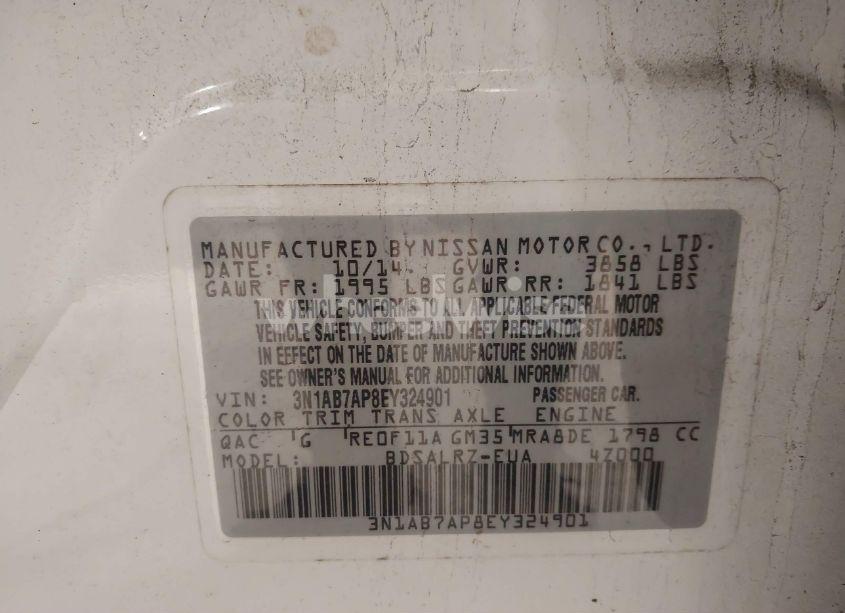 MANUFACTURED BY NISSAN MOTOR CO., LTD.
DATE: 10/14 GVWR: 3858 LBS
GAWR FR: 1995 LBS GAWR RR: 1841 LBS
THIS VEHICLE CONFORMS TO ALL APPLICABLE FEDERAL MOTOR
VEHICLE SAFETY, BUMPER AND THEFT PREVENTION STANDARDS
IN EFFECT ON THE DATE OF MANUFACTURE SHOWN ABOVE.
SEE OWNER'S MANUAL FOR ADDITIONAL INFORMATION.
VIN: 3N1AB7AP8EY324901 PASSENGER CAR.
COLOR TRIM TRANS AXLE ENGINE
QAC G RE0F11A GM35 MRA8DE 1798 CC
MODEL: BDSALRZ-EUA 4Z000
3N1AB7AP8EY324901